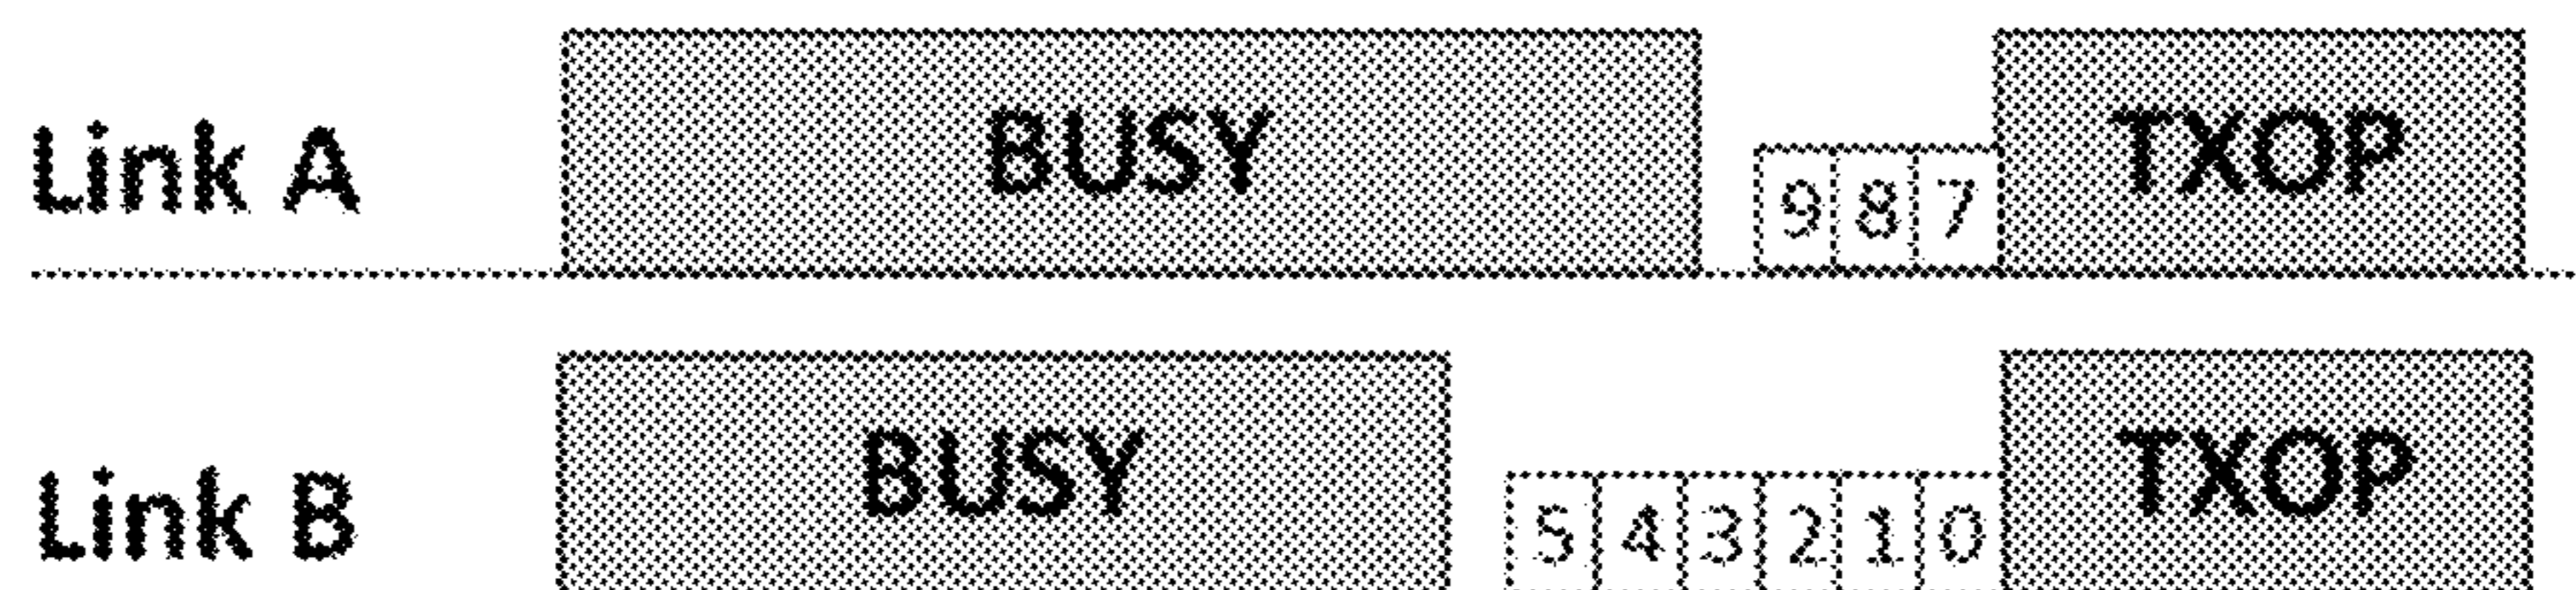 Link A BUSY 9 8 7 TXOP
Link B BUSY 5 4 3 2 1 0 TXOP